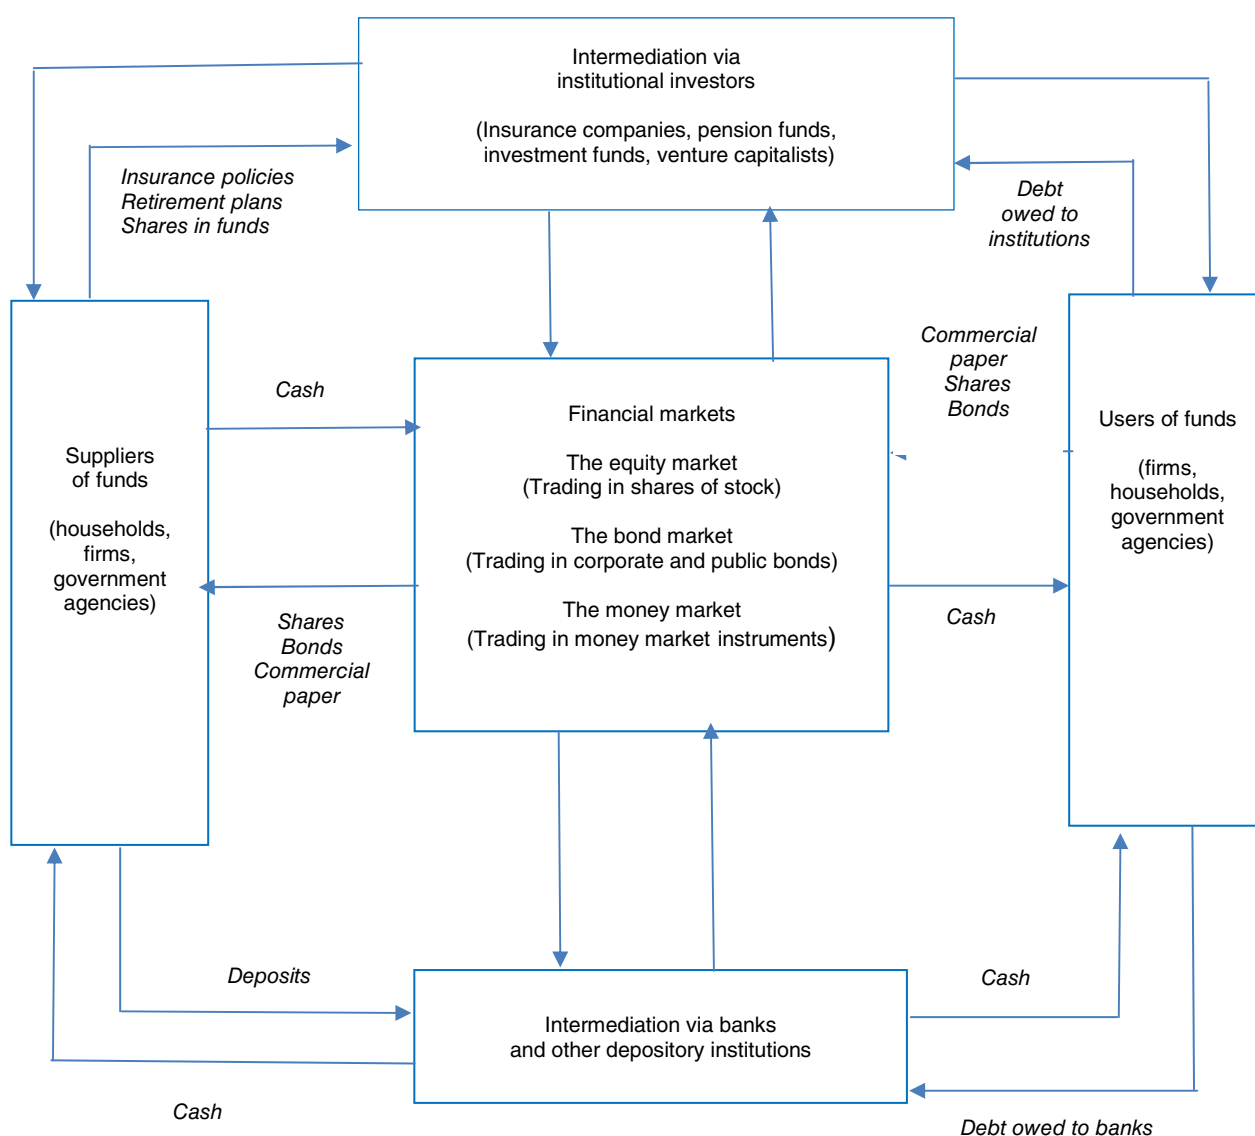 Intermediation via
institutional investors
(Insurance companies, pension funds,
investment funds, venture capitalists)
Insurance policies
Retirement plans
Shares in funds
Debt
owed to
institutions
Commercial
paper
Shares
Bonds
Cash
Suppliers
of funds
(households,
firms,
government
agencies)
Financial markets
The equity market
(Trading in shares of stock)
The bond market
(Trading in corporate and public bonds)
The money market
(Trading in money market instruments)
Users of funds
(firms,
households,
government
agencies)
Shares
Bonds
Commercial
paper
Cash
Deposits
Cash
Intermediation via banks
and other depository institutions
Cash
Debt owed to banks